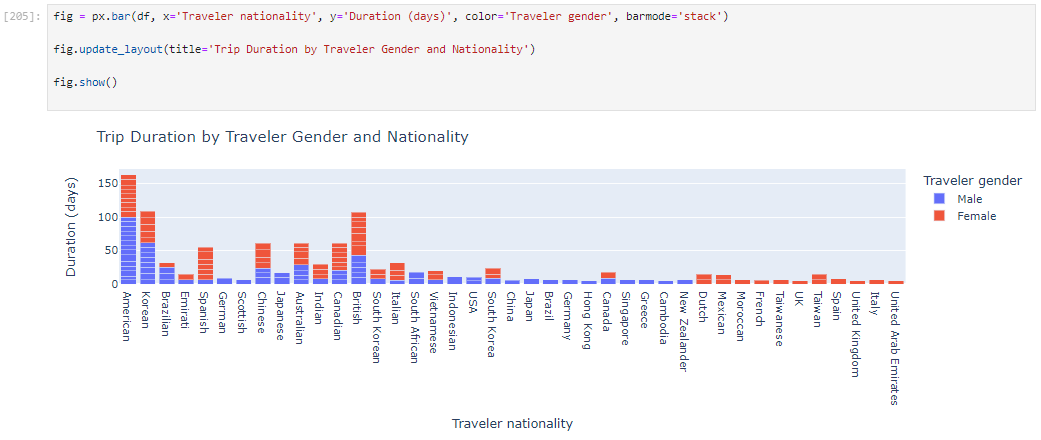 [205]:
fig = px.bar(df, x='Traveler nationality', y='Duration (days)', color='Traveler gender', barmode='stack')
fig.update_layout(title='Trip Duration by Traveler Gender and Nationality')
fig.show()
Trip Duration by Traveler Gender and Nationality
Duration (days)
150
100
50
0
American
Korean
Brazilian
Emirati
Spanish
German
Scottish
Chinese
Japanese
Australian
Indian
Canadian
British
South Korean
Italian
South African
Vietnamese
Indonesian
USA
South Korea
China
Japan
Brazil
Germany
Hong Kong
Canada
Singapore
Greece
Cambodia
New Zealander
Dutch
Mexican
Moroccan
French
Taiwanese
UK
Taiwan
Spain
United Kingdom
Italy
United Arab Emirates
Traveler nationality
Traveler gender
Male
Female